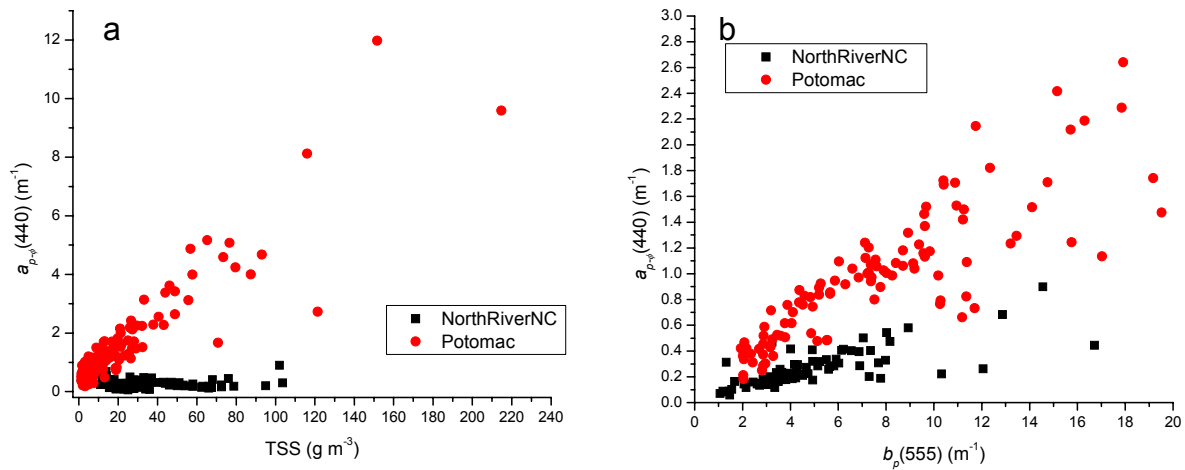 a
12
10
8
6
4
2
0
a_{p-φ}(440) (m⁻¹)
NorthRiverNC
Potomac
0 20 40 60 80 100 120 140 160 180 200 220 240
TSS (g m⁻³)
b
3.0
2.8
2.6
2.4
2.2
2.0
1.8
1.6
1.4
1.2
1.0
0.8
0.6
0.4
0.2
0.0
a_{p-φ}(440) (m⁻¹)
NorthRiverNC
Potomac
0 2 4 6 8 10 12 14 16 18 20
b_p(555) (m⁻¹)